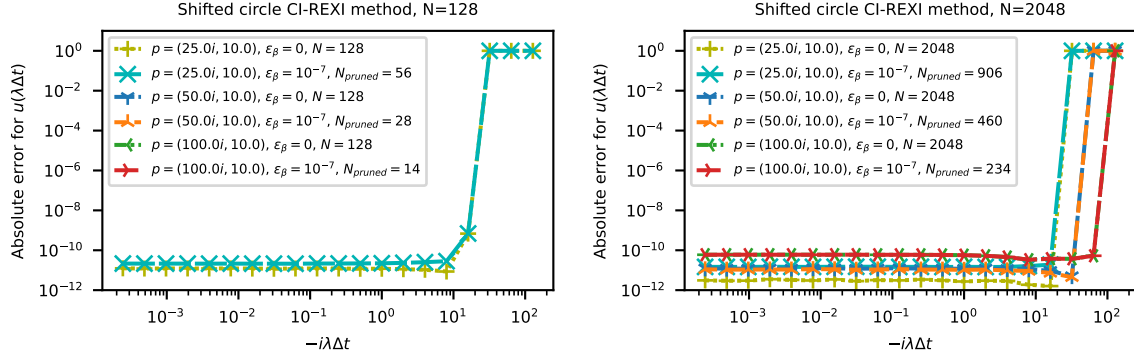 Shifted circle CI-REXI method, N=128
Absolute error for u(λΔt)
10^0
10^−2
10^−4
10^−6
10^−8
10^−10
10^−12
p = (25.0i, 10.0), ε_β = 0, N = 128
p = (25.0i, 10.0), ε_β = 10^−7, N_pruned = 56
p = (50.0i, 10.0), ε_β = 0, N = 128
p = (50.0i, 10.0), ε_β = 10^−7, N_pruned = 28
p = (100.0i, 10.0), ε_β = 0, N = 128
p = (100.0i, 10.0), ε_β = 10^−7, N_pruned = 14
10^−3 10^−2 10^−1 10^0 10^1 10^2
−iλΔt
Shifted circle CI-REXI method, N=2048
Absolute error for u(λΔt)
10^0
10^−2
10^−4
10^−6
10^−8
10^−10
10^−12
p = (25.0i, 10.0), ε_β = 0, N = 2048
p = (25.0i, 10.0), ε_β = 10^−7, N_pruned = 906
p = (50.0i, 10.0), ε_β = 0, N = 2048
p = (50.0i, 10.0), ε_β = 10^−7, N_pruned = 460
p = (100.0i, 10.0), ε_β = 0, N = 2048
p = (100.0i, 10.0), ε_β = 10^−7, N_pruned = 234
10^−3 10^−2 10^−1 10^0 10^1 10^2
−iλΔt